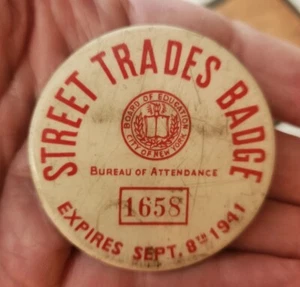 STREET TRADES BADGE
BOARD OF EDUCATION
CITY OF NEW YORK
BUREAU OF ATTENDANCE
1658
EXPIRES SEPT. 8TH 1941